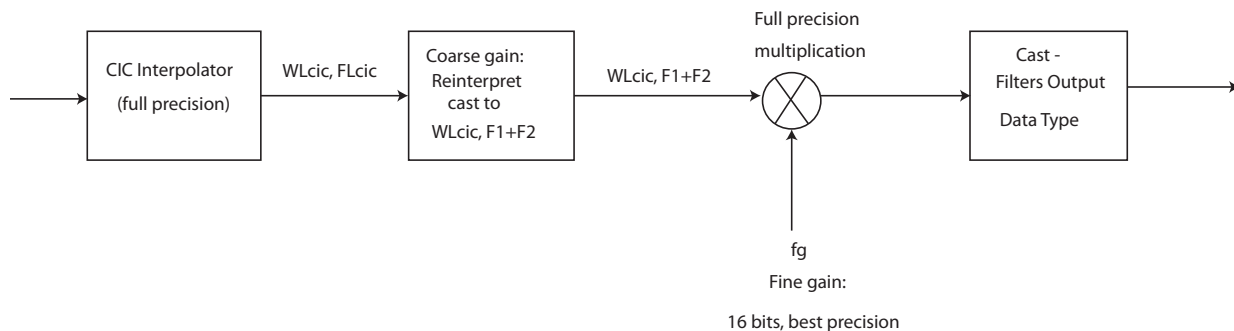 CIC Interpolator
(full precision)
WLcic, FLcic
Coarse gain:
Reinterpret
cast to
WLcic, F1+F2
WLcic, F1+F2
Full precision
multiplication
fg
Fine gain:
16 bits, best precision
Cast -
Filters Output
Data Type